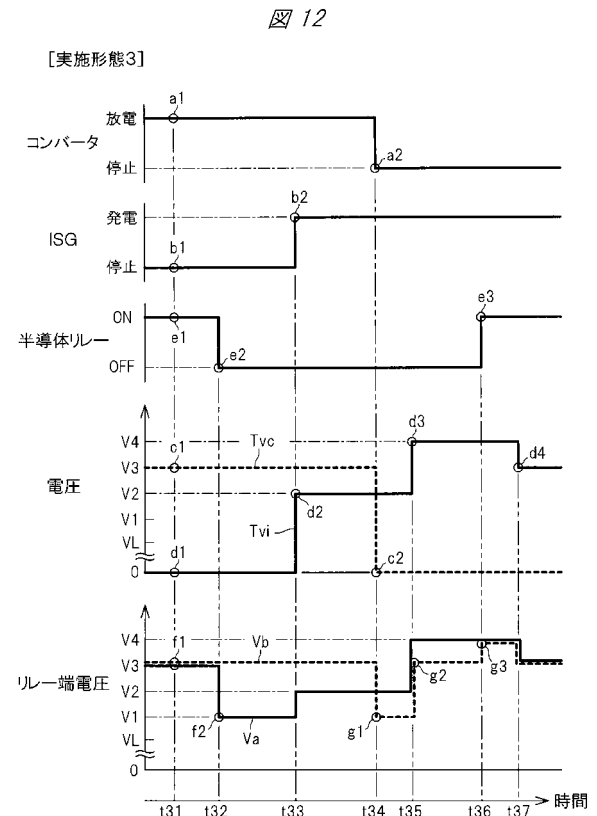 図 12
[実施形態3]
a1
放電
コンバータ
a2
停止
b2
発電
ISG
b1
停止
ON
e3
e1
半導体リレー
e2
OFF
d3
V4
c1
Tvc
d4
V3
電圧
V2
d2
V1
Tvi
VL
d1
c2
0
V4
f1
Vb
V3
g3
リレー端電圧
g2
V2
V1
f2
Va
g1
VL
0
時間
t31 t32 t33 t34 t35 t36 t37